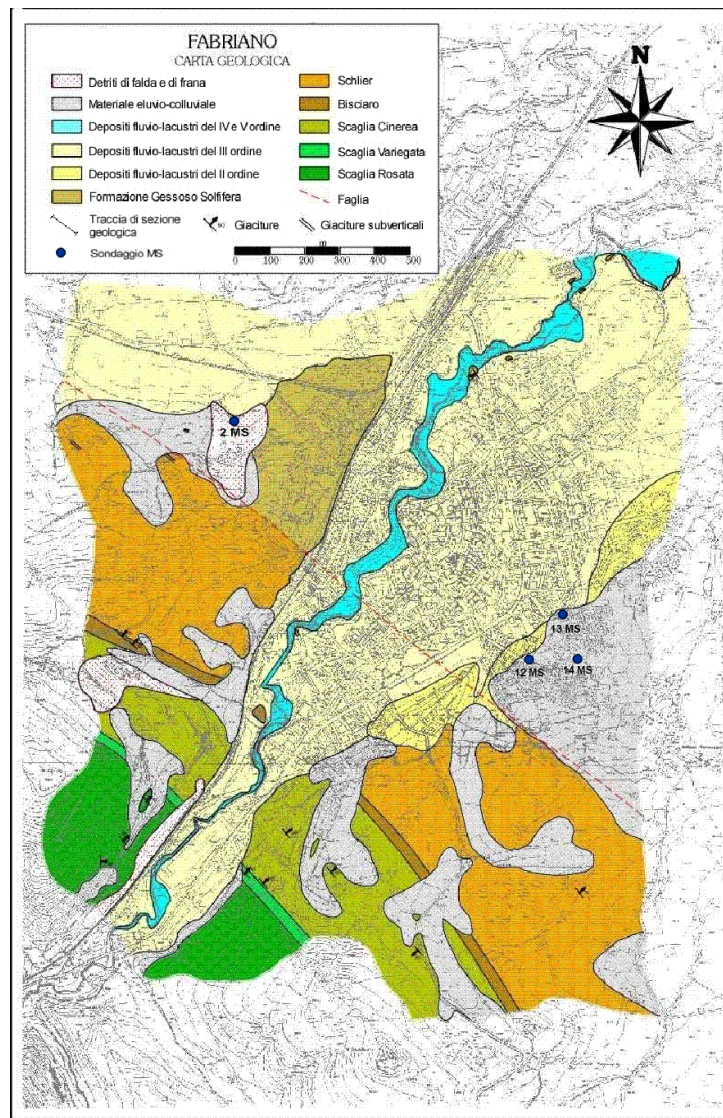 FABRIANO
CARTA GEOLOGICA
Detriti di falda e di frana
Materiale eluvio-colluviale
Depositi fluvio-lacustri del IV e V ordine
Depositi fluvio-lacustri del III ordine
Depositi fluvio-lacustri del II ordine
Formazione Gessoso Solfifera
Schlier
Bisciaro
Scaglia Cinerea
Scaglia Variegata
Scaglia Rosata
Faglia
Traccia di sezione
geologica
Giaciture
Giaciture subverticali
Sondaggio MS
0 100 200 300 400 500
N
2 MS
13 MS
12 MS
14 MS